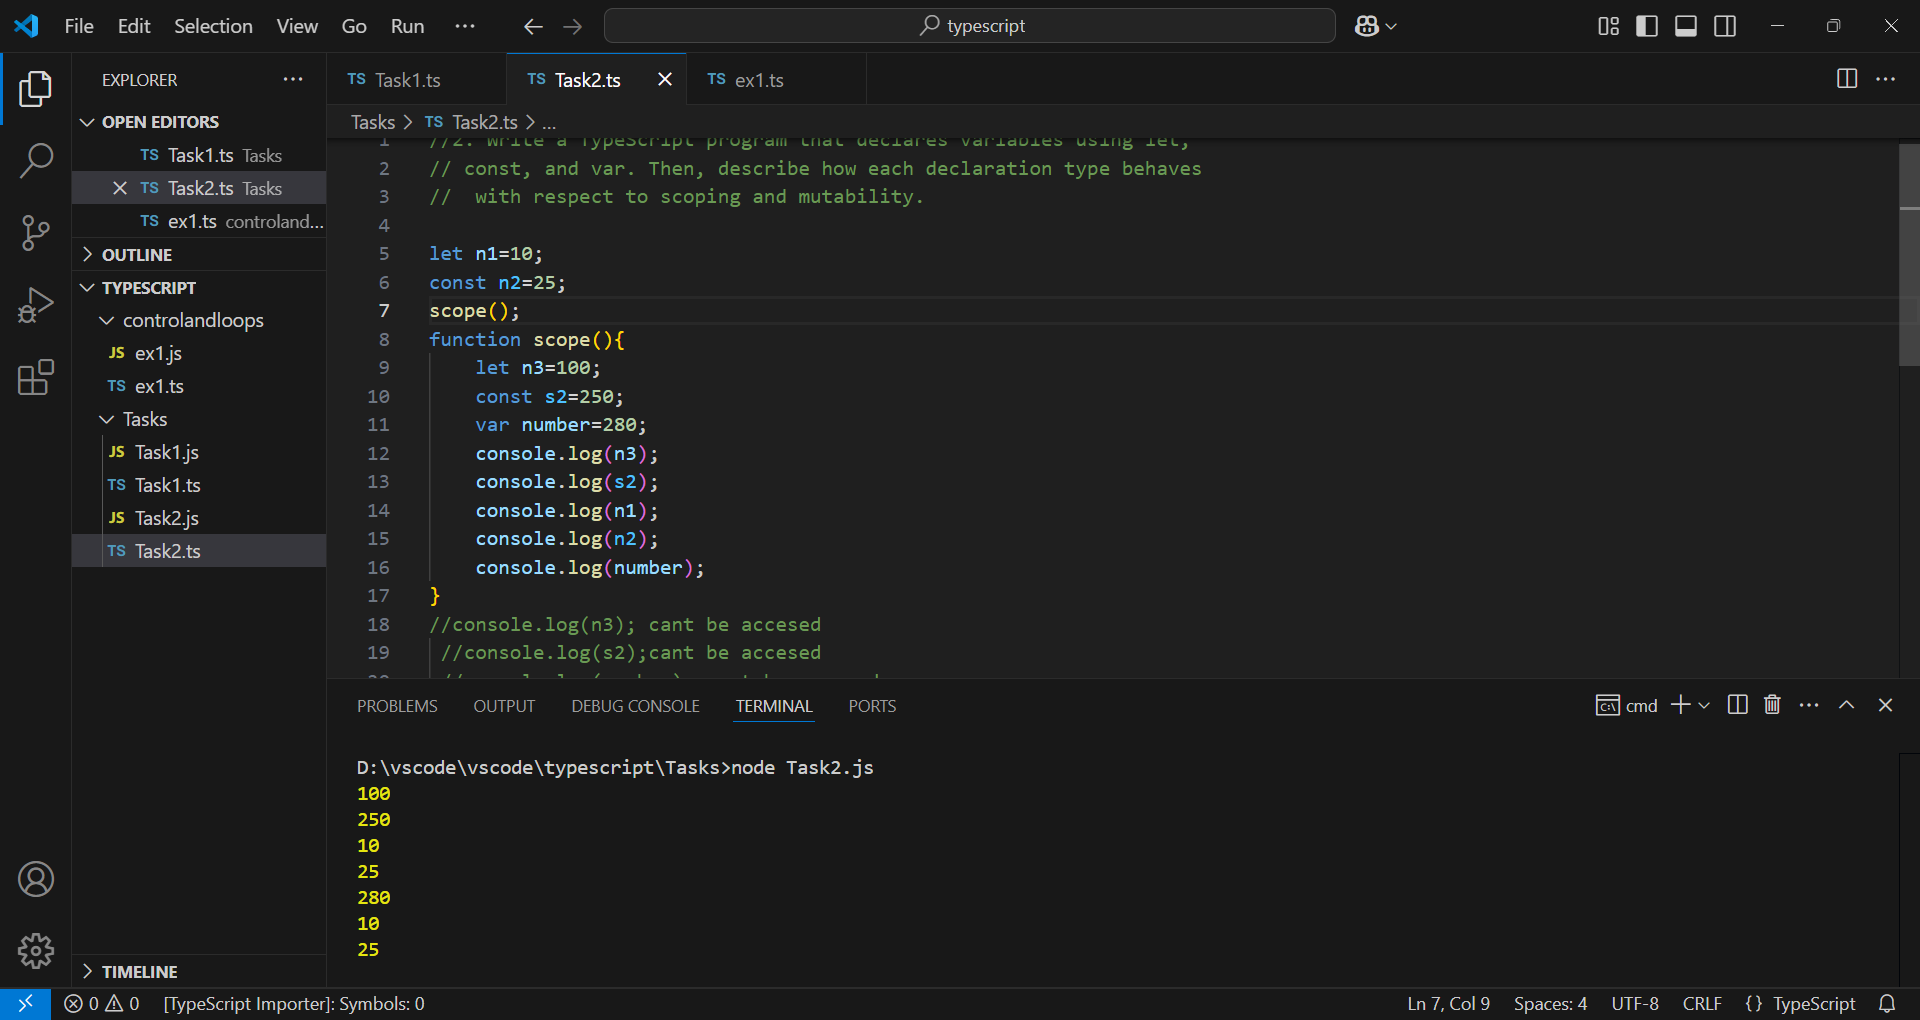 File Edit Selection View Go Run ...
typescript
EXPLORER ...
OPEN EDITORS
TS Task1.ts Tasks
TS Task2.ts Tasks
TS ex1.ts controland...
OUTLINE
TYPESCRIPT
controlandloops
JS ex1.js
TS ex1.ts
Tasks
JS Task1.js
TS Task1.ts
JS Task2.js
TS Task2.ts
TIMELINE
TS Task1.ts TS Task2.ts TS ex1.ts
Tasks > TS Task2.ts > ...
1 //2. Write a TypeScript program that declares variables using let,
2 // const, and var. Then, describe how each declaration type behaves
3 //  with respect to scoping and mutability.
4
5 let n1=10;
6 const n2=25;
7 scope();
8 function scope(){
9     let n3=100;
10     const s2=250;
11     var number=280;
12     console.log(n3);
13     console.log(s2);
14     console.log(n1);
15     console.log(n2);
16     console.log(number);
17 }
18 //console.log(n3); cant be accesed
19  //console.log(s2);cant be accesed
PROBLEMS OUTPUT DEBUG CONSOLE TERMINAL PORTS
cmd
D:\vscode\vscode\typescript\Tasks>node Task2.js
100
250
10
25
280
10
25
0 0 [TypeScript Importer]: Symbols: 0 Ln 7, Col 9 Spaces: 4 UTF-8 CRLF {} TypeScript